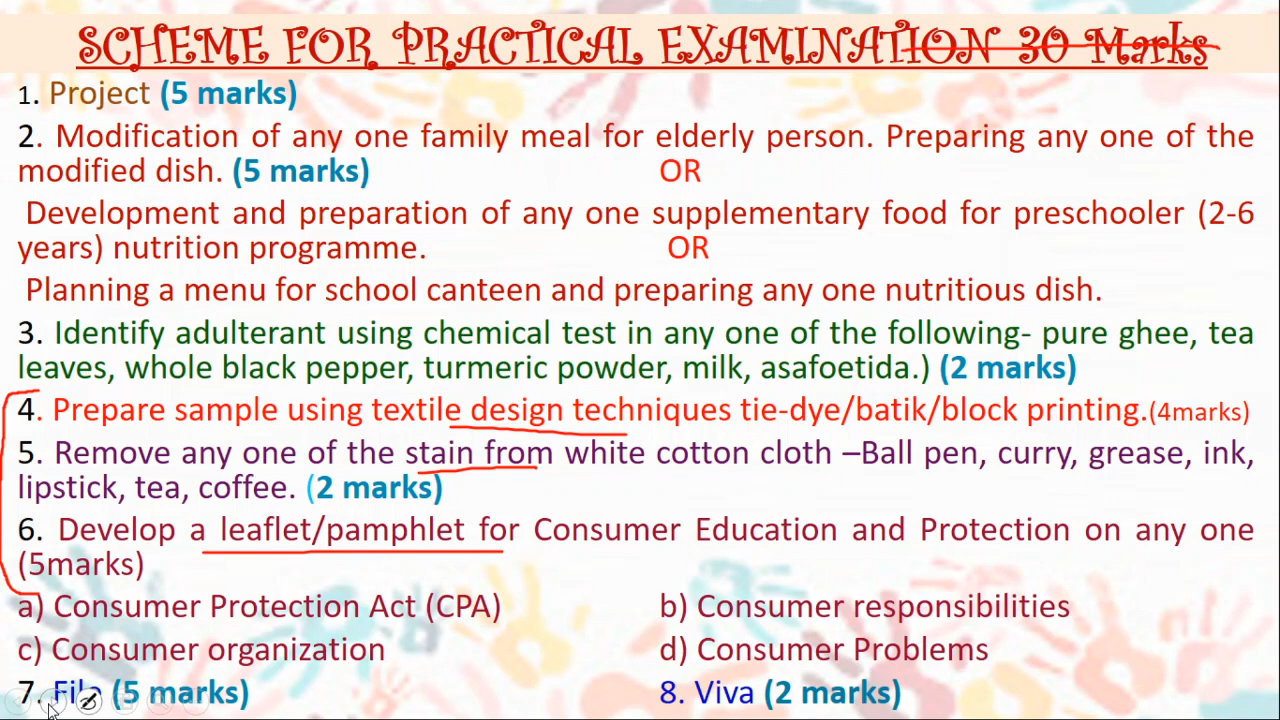 SCHEME FOR PRACTICAL EXAMINATION 30 Marks
1. Project (5 marks)
2. Modification of any one family meal for elderly person. Preparing any one of the
modified dish. (5 marks) OR
Development and preparation of any one supplementary food for preschooler (2-6
years) nutrition programme. OR
Planning a menu for school canteen and preparing any one nutritious dish.
3. Identify adulterant using chemical test in any one of the following- pure ghee, tea
leaves, whole black pepper, turmeric powder, milk, asafoetida.) (2 marks)
4. Prepare sample using textile design techniques tie-dye/batik/block printing.(4marks)
5. Remove any one of the stain from white cotton cloth –Ball pen, curry, grease, ink,
lipstick, tea, coffee. (2 marks)
6. Develop a leaflet/pamphlet for Consumer Education and Protection on any one
(5marks)
a) Consumer Protection Act (CPA) b) Consumer responsibilities
c) Consumer organization d) Consumer Problems
7. File (5 marks) 8. Viva (2 marks)